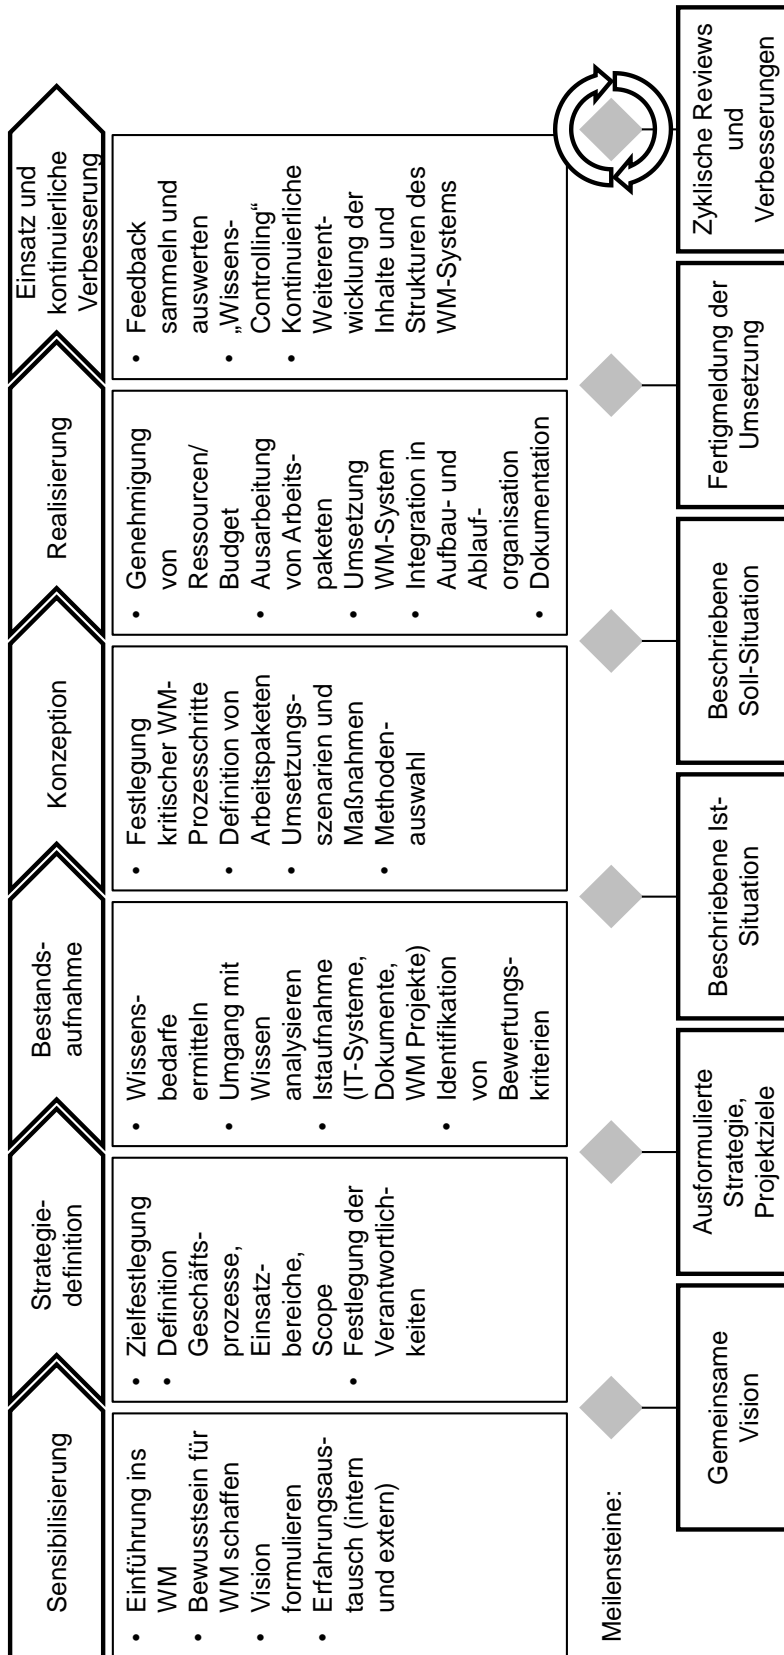 Sensibilisierung
Strategie-
definition
Bestands-
aufnahme
Konzeption
Realisierung
Einsatz und
kontinuierliche
Verbesserung
• Einführung ins
WM
• Bewusstsein für
WM schaffen
• Vision
formulieren
• Erfahrungsaus-
tausch (intern
und extern)
• Zielfestlegung
• Definition
Geschäfts-
prozesse,
Einsatz-
bereiche,
Scope
• Festlegung der
Verantwortlich-
keiten
• Wissens-
bedarfe
ermitteln
• Umgang mit
Wissen
analysieren
• Istaufnahme
(IT-Systeme,
Dokumente,
WM Projekte)
• Identifikation
von
Bewertungs-
kriterien
• Festlegung
kritischer WM-
Prozessschritte
• Definition von
Arbeitspaketen
• Umsetzungs-
szenarien und
Maßnahmen
• Methoden-
auswahl
• Genehmigung
von
Ressourcen/
Budget
• Ausarbeitung
von Arbeits-
paketen
• Umsetzung
WM-System
• Integration in
Aufbau- und
Ablauf-
organisation
• Dokumentation
• Feedback
sammeln und
auswerten
• „Wissens-
Controlling“
• Kontinuierliche
Weiterent-
wicklung der
Inhalte und
Strukturen des
WM-Systems
Meilensteine:
Gemeinsame
Vision
Ausformulierte
Strategie,
Projektziele
Beschriebene Ist-
Situation
Beschriebene
Soll-Situation
Fertigmeldung der
Umsetzung
Zyklische Reviews
und
Verbesserungen